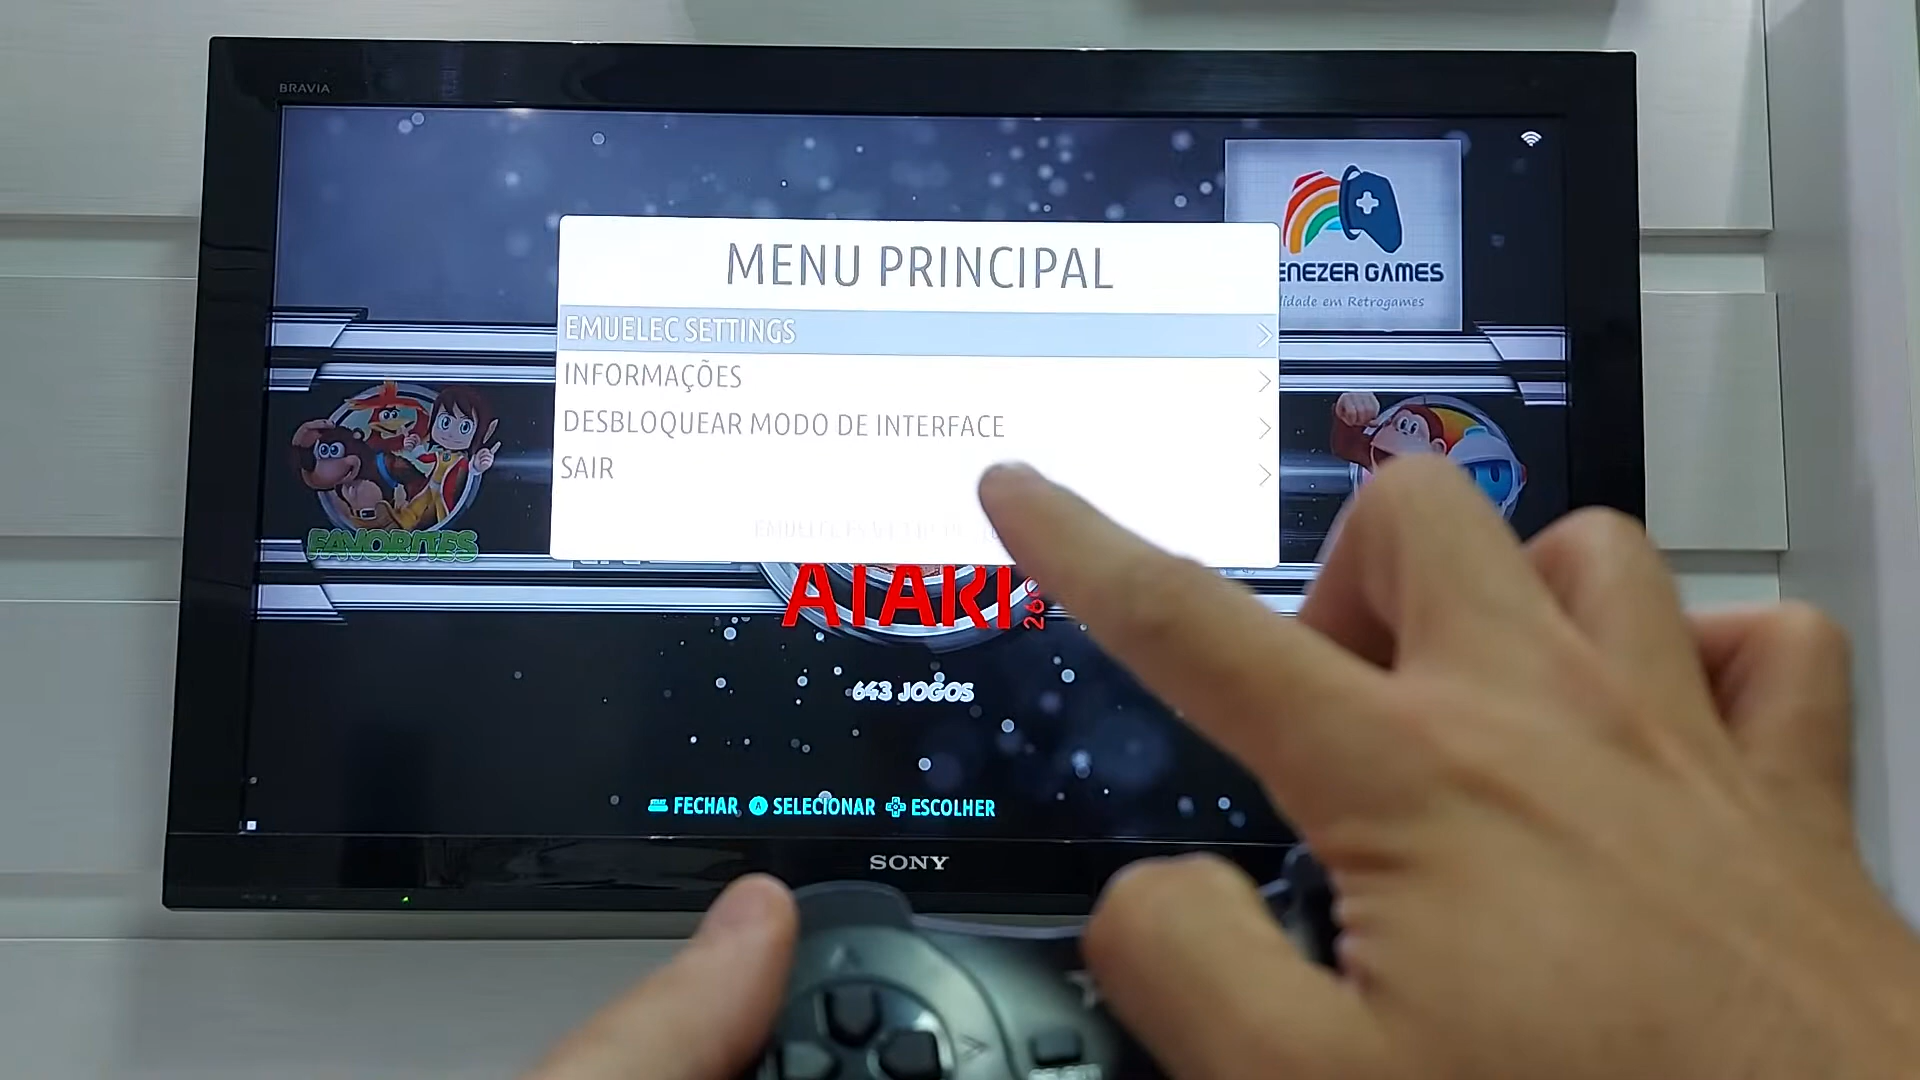 BRAVIA
MENU PRINCIPAL
EMUELEC SETTINGS
INFORMAÇÕES
DESBLOQUEAR MODO DE INTERFACE
SAIR
ENEZER GAMES
lidade em Retrogames
FAVORITES
ATARI
643 JOGOS
FECHAR SELECIONAR ESCOLHER
SONY